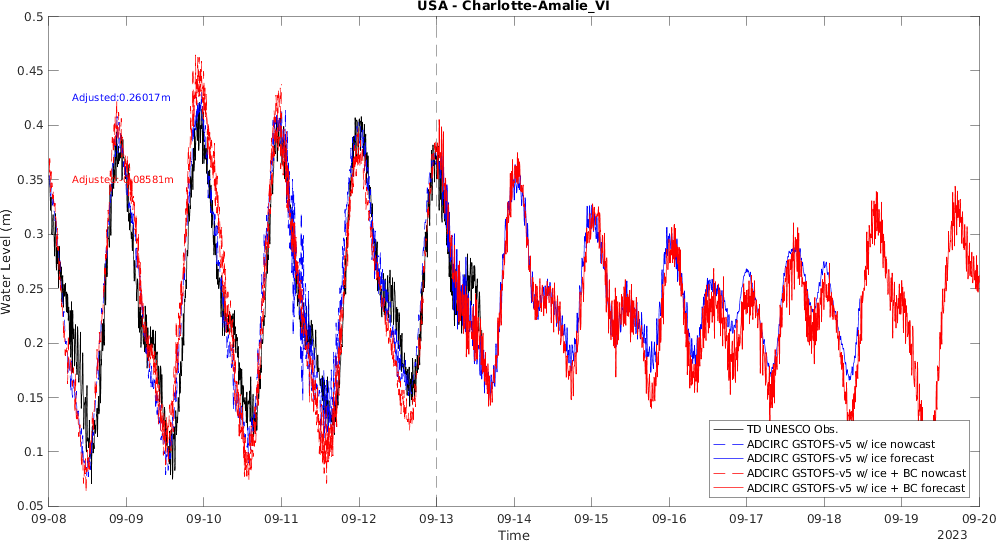 USA - Charlotte-Amalie_VI
0.5
0.45
0.4
0.35
0.3
0.25
0.2
0.15
0.1
0.05
Water Level (m)
Adjusted:0.26017m
TD UNESCO Obs.
ADCIRC GSTOFS-v5 w/ ice nowcast
ADCIRC GSTOFS-v5 w/ ice forecast
ADCIRC GSTOFS-v5 w/ ice + BC nowcast
ADCIRC GSTOFS-v5 w/ ice + BC forecast
09-08 09-09 09-10 09-11 09-12 09-13 09-14 09-15 09-16 09-17 09-18 09-19 09-20
Time
2023